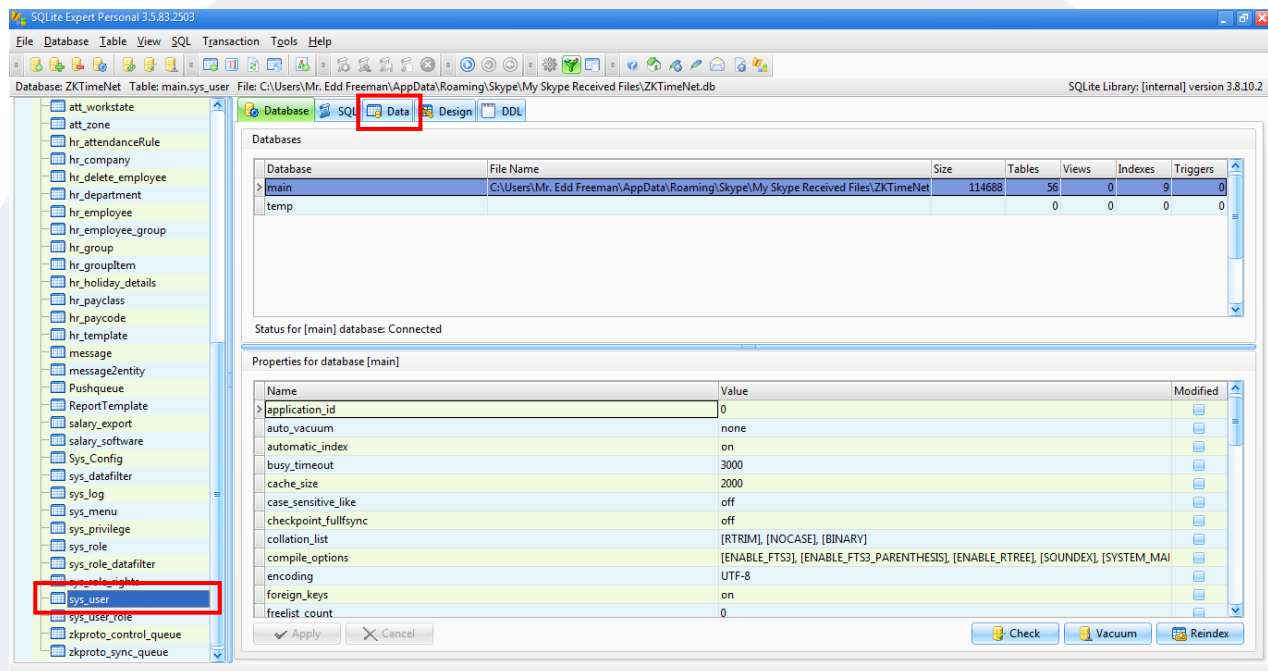 SQLite Expert Personal 3.5.83.2503
File Database Table View SQL Transaction Tools Help
Database: ZKTimeNet Table: main.sys_user File: C:\Users\Mr. Edd Freeman\AppData\Roaming\Skype\My Skype Received Files\ZKTimeNet.db SQLite Library: [internal] version 3.8.10.2
att_workstate
att_zone
hr_attendanceRule
hr_company
hr_delete_employee
hr_department
hr_employee
hr_employee_group
hr_group
hr_groupItem
hr_holiday_details
hr_payclass
hr_paycode
hr_template
message
message2entity
Pushqueue
ReportTemplate
salary_export
salary_software
Sys_Config
sys_datafilter
sys_log
sys_menu
sys_privilege
sys_role
sys_role_datafilter
sys_role_rights
sys_user
sys_user_role
zkproto_control_queue
zkproto_sync_queue
Database SQL Data Design DDL
Databases
Database File Name Size Tables Views Indexes Triggers
main C:\Users\Mr. Edd Freeman\AppData\Roaming\Skype\My Skype Received Files\ZKTimeNet 114688 56 0 9 0
temp 0 0 0 0
Status for [main] database: Connected
Properties for database [main]
Name Value Modified
application_id 0
auto_vacuum none
automatic_index on
busy_timeout 3000
cache_size 2000
case_sensitive_like off
checkpoint_fullfsync off
collation_list [RTRIM], [NOCASE], [BINARY]
compile_options [ENABLE_FTS3], [ENABLE_FTS3_PARENTHESIS], [ENABLE_RTREE], [SOUNDEX], [SYSTEM_MAI
encoding UTF-8
foreign_keys on
freelist_count 0
Apply Cancel Check Vacuum Reindex